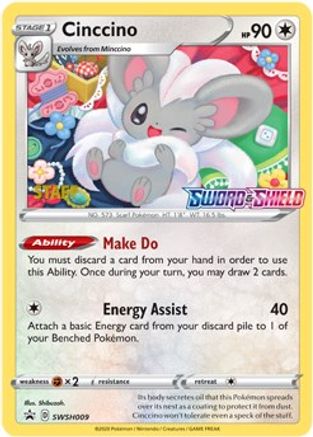 STAGE 1 Cinccino HP 90
Evolves from Minccino
STAFF
SWORD & SHIELD
NO. 573. Scarf Pokémon. HT. 1'8". WT. 16.5 lbs.
Ability Make Do
You must discard a card from your hand in order to
use this Ability. Once during your turn, you may draw 2 cards.
Energy Assist 40
Attach a basic Energy card from your discard pile to 1 of
your Benched Pokémon.
weakness ×2 resistance retreat
Illus. Shibuzoh.
SWSH009
Its body secretes oil that this Pokémon spreads
over its nest as a coating to protect it from dust.
Cinccino won't tolerate even a speck of the stuff.
©2020 Pokémon / Nintendo / Creatures / GAME FREAK